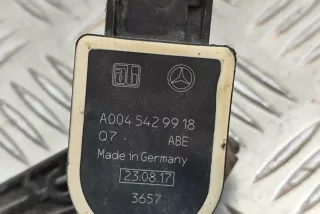 A004 542 99 18
Q7 ABE
Made in Germany
23.08.17
3657